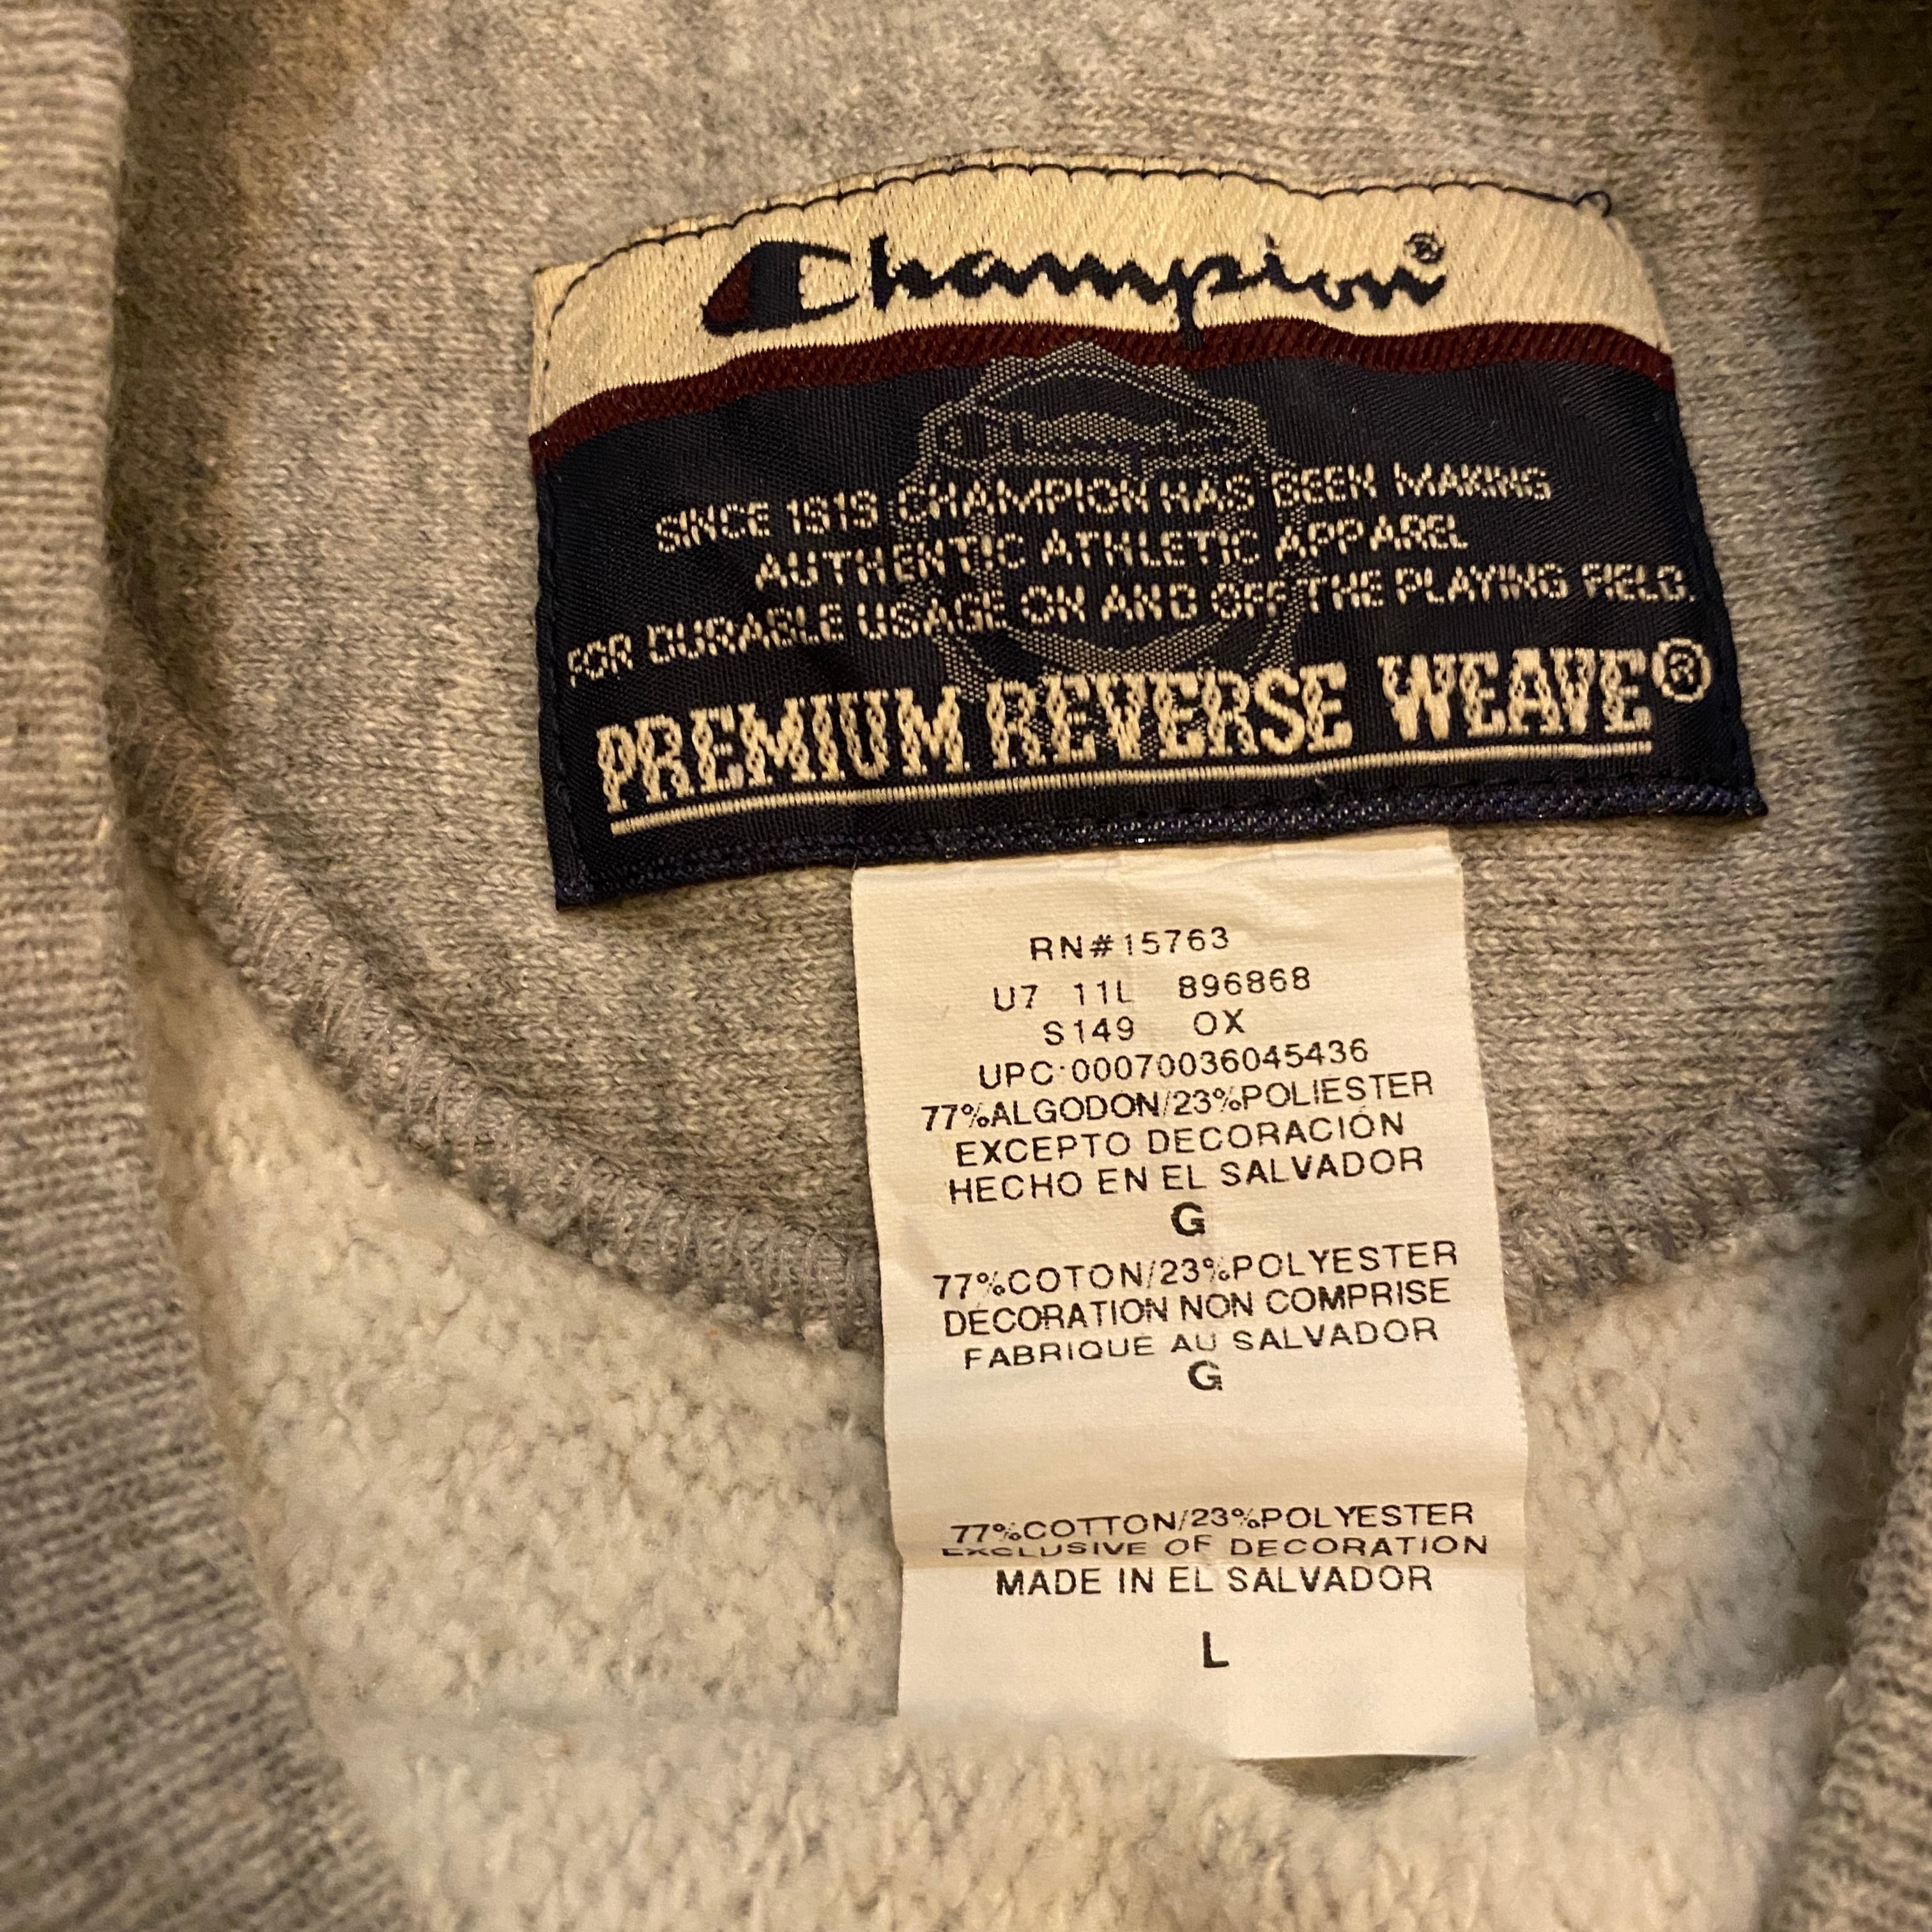 Champion®
SINCE 1919 CHAMPION HAS BEEN MAKING
AUTHENTIC ATHLETIC APPAREL
FOR DURABLE USAGE ON AND OFF THE PLAYING FIELD.
PREMIUM REVERSE WEAVE®
RN#15763
U7 11L 896868
S149 OX
UPC:00070036045436
77%ALGODON/23%POLIESTER
EXCEPTO DECORACIÓN
HECHO EN EL SALVADOR
G
77%COTON/23%POLYESTER
DÉCORATION NON COMPRISE
FABRIQUE AU SALVADOR
G
77%COTTON/23%POLYESTER
EXCLUSIVE OF DECORATION
MADE IN EL SALVADOR
L